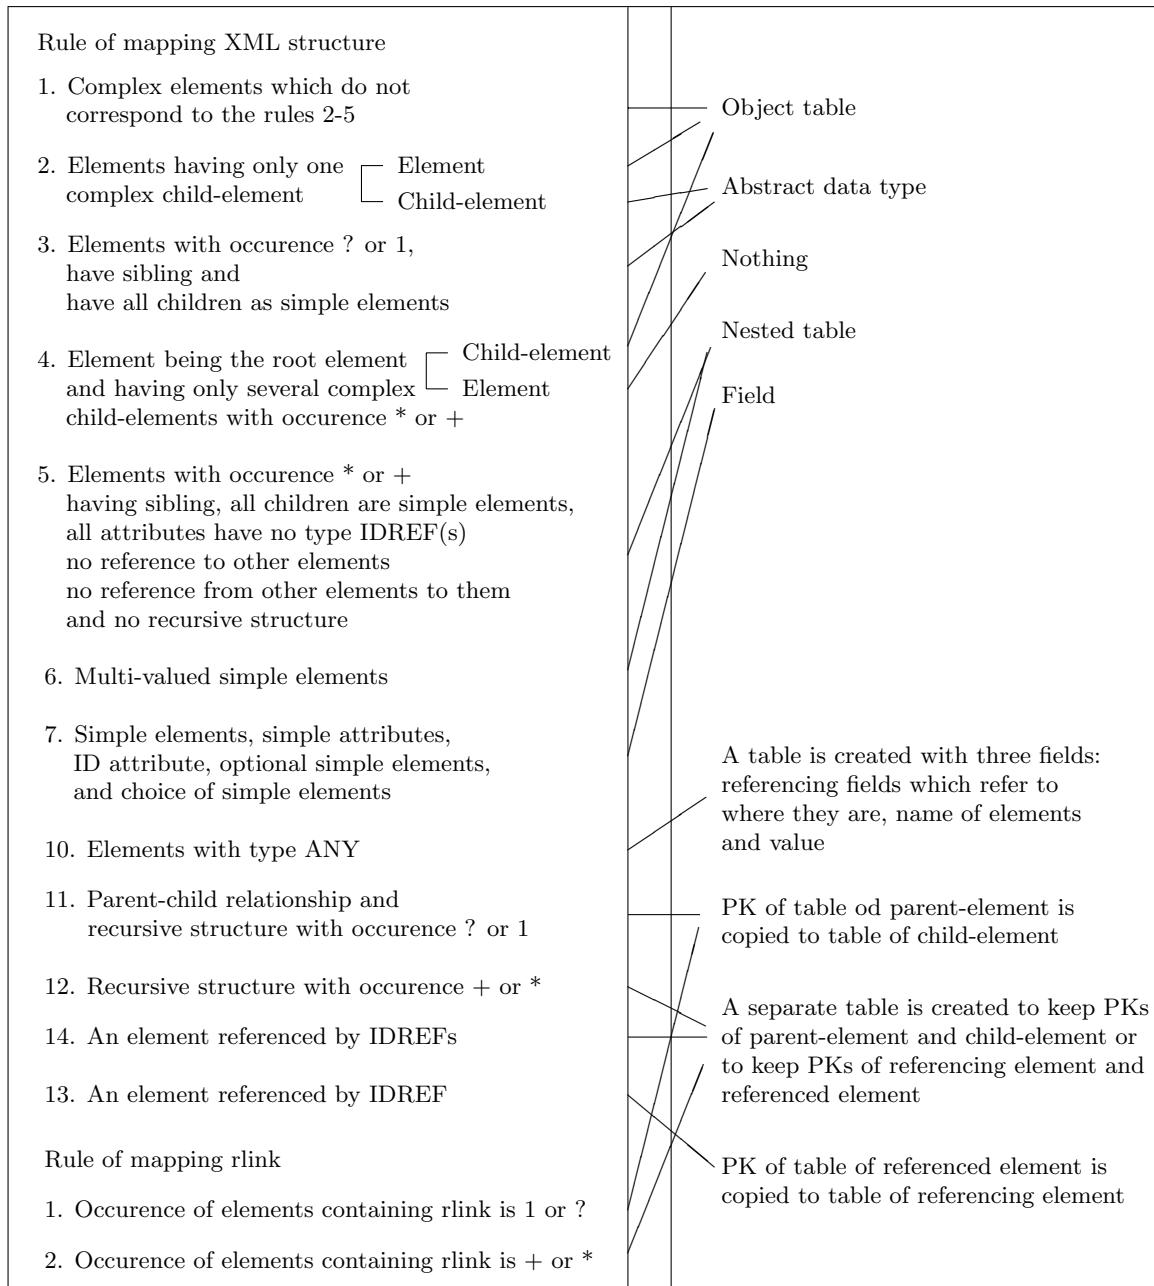 Rule of mapping XML structure
1. Complex elements which do not
correspond to the rules 2-5
2. Elements having only one
complex child-element
Element
Child-element
3. Elements with occurence ? or 1,
have sibling and
have all children as simple elements
4. Element being the root element
and having only several complex
child-elements with occurence * or +
Child-element
Element
5. Elements with occurence * or +
having sibling, all children are simple elements,
all attributes have no type IDREF(s)
no reference to other elements
no reference from other elements to them
and no recursive structure
6. Multi-valued simple elements
7. Simple elements, simple attributes,
ID attribute, optional simple elements,
and choice of simple elements
10. Elements with type ANY
11. Parent-child relationship and
recursive structure with occurence ? or 1
12. Recursive structure with occurence + or *
14. An element referenced by IDREFs
13. An element referenced by IDREF
Rule of mapping rlink
1. Occurence of elements containing rlink is 1 or ?
2. Occurence of elements containing rlink is + or *
Object table
Abstract data type
Nothing
Nested table
Field
A table is created with three fields:
referencing fields which refer to
where they are, name of elements
and value
PK of table od parent-element is
copied to table of child-element
A separate table is created to keep PKs
of parent-element and child-element or
to keep PKs of referencing element and
referenced element
PK of table of referenced element is
copied to table of referencing element